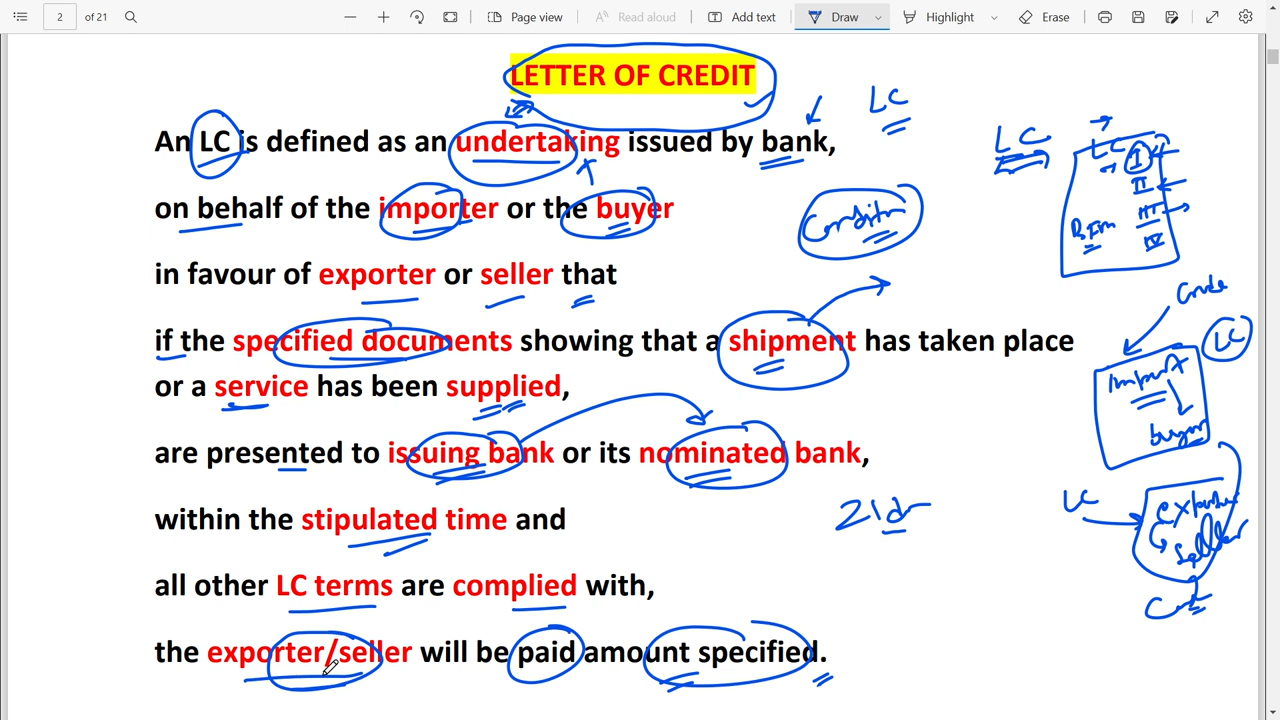 2 of 21
Page view
Read aloud
Add text
Draw
Highlight
Erase
LETTER OF CREDIT
LC
An LC is defined as an undertaking issued by bank,
LC
LC
I
II
III
IV
on behalf of the importer or the buyer
in favour of exporter or seller that
if the specified documents showing that a shipment has taken place
LC
import
buyer
or a service has been supplied,
are presented to issuing bank or its nominated bank,
LC
seller
within the stipulated time and
all other LC terms are complied with,
the exporter/seller will be paid amount specified.